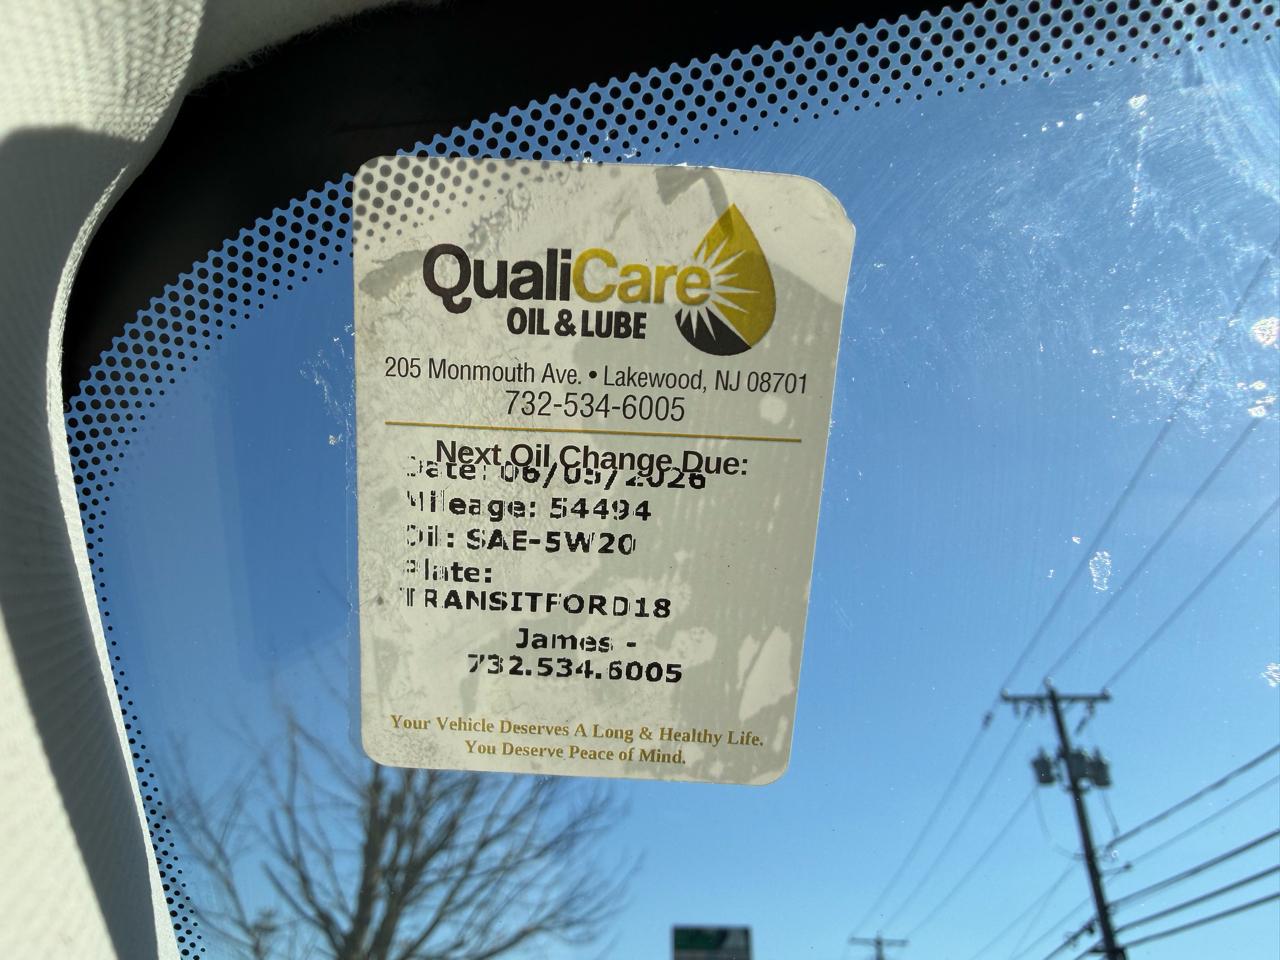 QualiCare
OIL & LUBE
205 Monmouth Ave. • Lakewood, NJ 08701
732-534-6005
Next Oil Change Due:
Date: 06/05/2026
Mileage: 54494
Oil: SAE-5W20
Plate:
TRANSITFORD18
James -
732.534.6005
Your Vehicle Deserves A Long & Healthy Life.
You Deserve Peace of Mind.